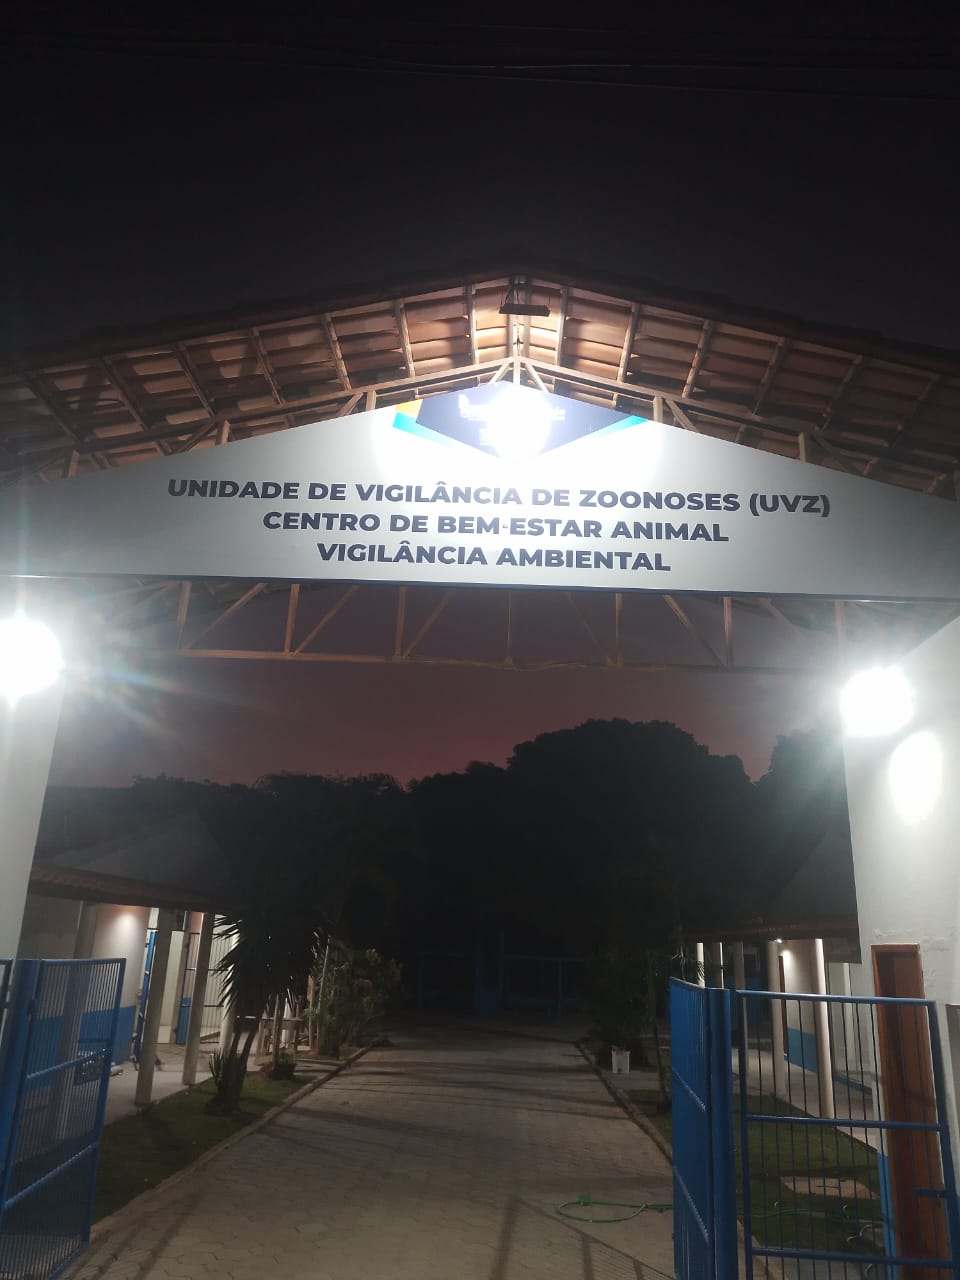 UNIDADE DE VIGILÂNCIA DE ZOONOSES (UVZ)
CENTRO DE BEM-ESTAR ANIMAL
VIGILÂNCIA AMBIENTAL